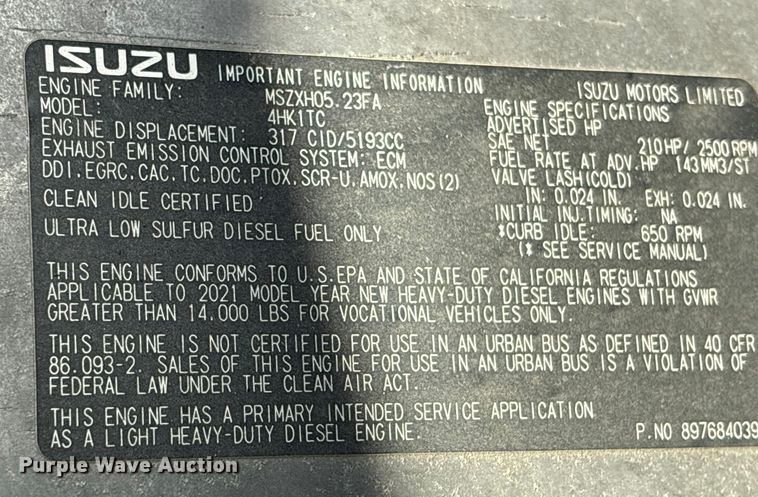 ISUZU IMPORTANT ENGINE INFORMATION ISUZU MOTORS LIMITED
ENGINE FAMILY: MSZXH05.23FA ENGINE SPECIFICATIONS
MODEL: 4HK1TC ADVERTISED HP
ENGINE DISPLACEMENT: 317 CID/5193CC SAE NET 210HP/ 2500RPM
EXHAUST EMISSION CONTROL SYSTEM: ECM FUEL RATE AT ADV.HP 143MM3/ST
DDI.EGRC.CAC.TC.DOC.PTOX.SCR-U.AMOX.NOS(2) VALVE LASH(COLD)
IN: 0.024 IN. EXH: 0.024 IN.
CLEAN IDLE CERTIFIED INITIAL INJ.TIMING: NA
ULTRA LOW SULFUR DIESEL FUEL ONLY *CURB IDLE: 650 RPM
(* SEE SERVICE MANUAL)
THIS ENGINE CONFORMS TO U.S.EPA AND STATE OF CALIFORNIA REGULATIONS
APPLICABLE TO 2021 MODEL YEAR NEW HEAVY-DUTY DIESEL ENGINES WITH GVWR
GREATER THAN 14.000 LBS FOR VOCATIONAL VEHICLES ONLY.
THIS ENGINE IS NOT CERTIFIED FOR USE IN AN URBAN BUS AS DEFINED IN 40 CFR
86.093-2. SALES OF THIS ENGINE FOR USE IN AN URBAN BUS IS A VIOLATION OF
FEDERAL LAW UNDER THE CLEAN AIR ACT.
THIS ENGINE HAS A PRIMARY INTENDED SERVICE APPLICATION
AS A LIGHT HEAVY-DUTY DIESEL ENGINE. P.NO 897684039
Purple Wave Auction